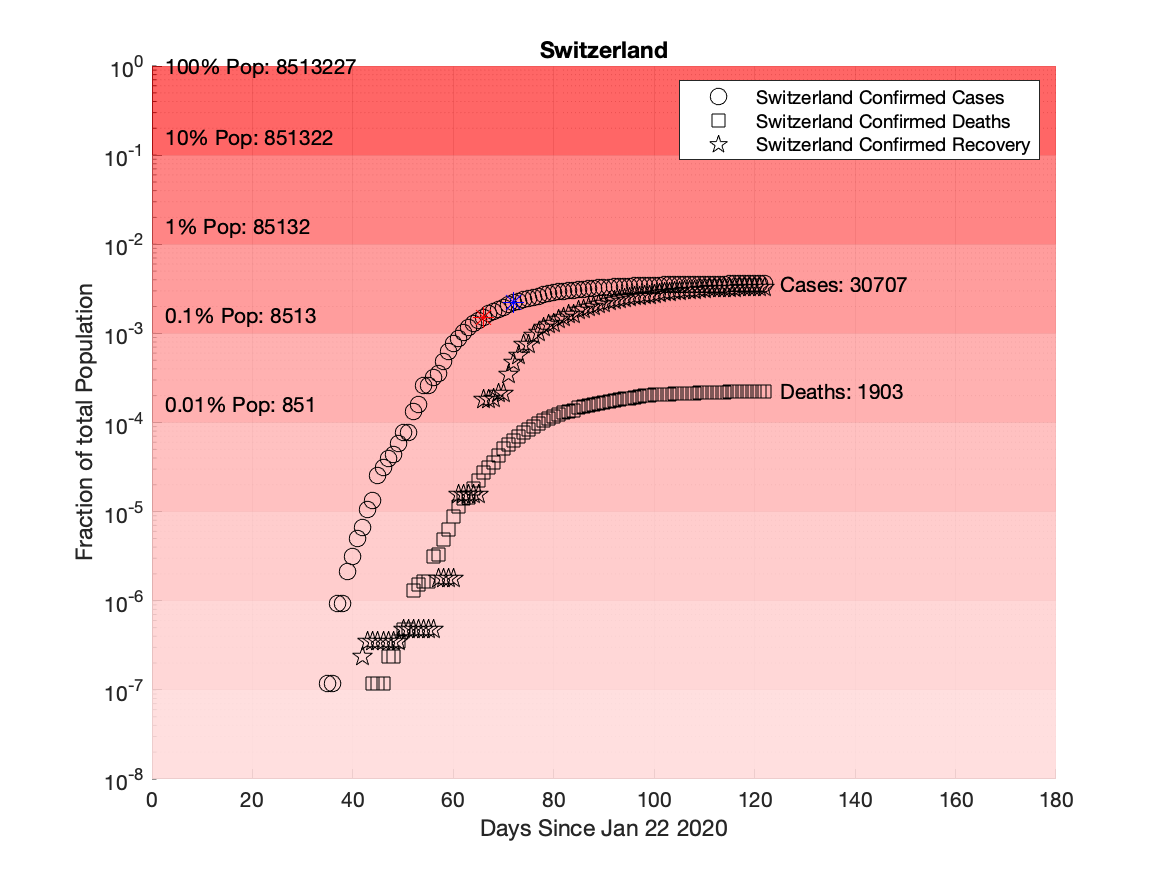 Switzerland
10^0
100% Pop: 8513227
Switzerland Confirmed Cases
Switzerland Confirmed Deaths
Switzerland Confirmed Recovery
10% Pop: 851322
10^-1
1% Pop: 85132
10^-2
Cases: 30707
0.1% Pop: 8513
10^-3
Deaths: 1903
0.01% Pop: 851
10^-4
10^-5
10^-6
10^-7
10^-8
Fraction of total Population
0 20 40 60 80 100 120 140 160 180
Days Since Jan 22 2020